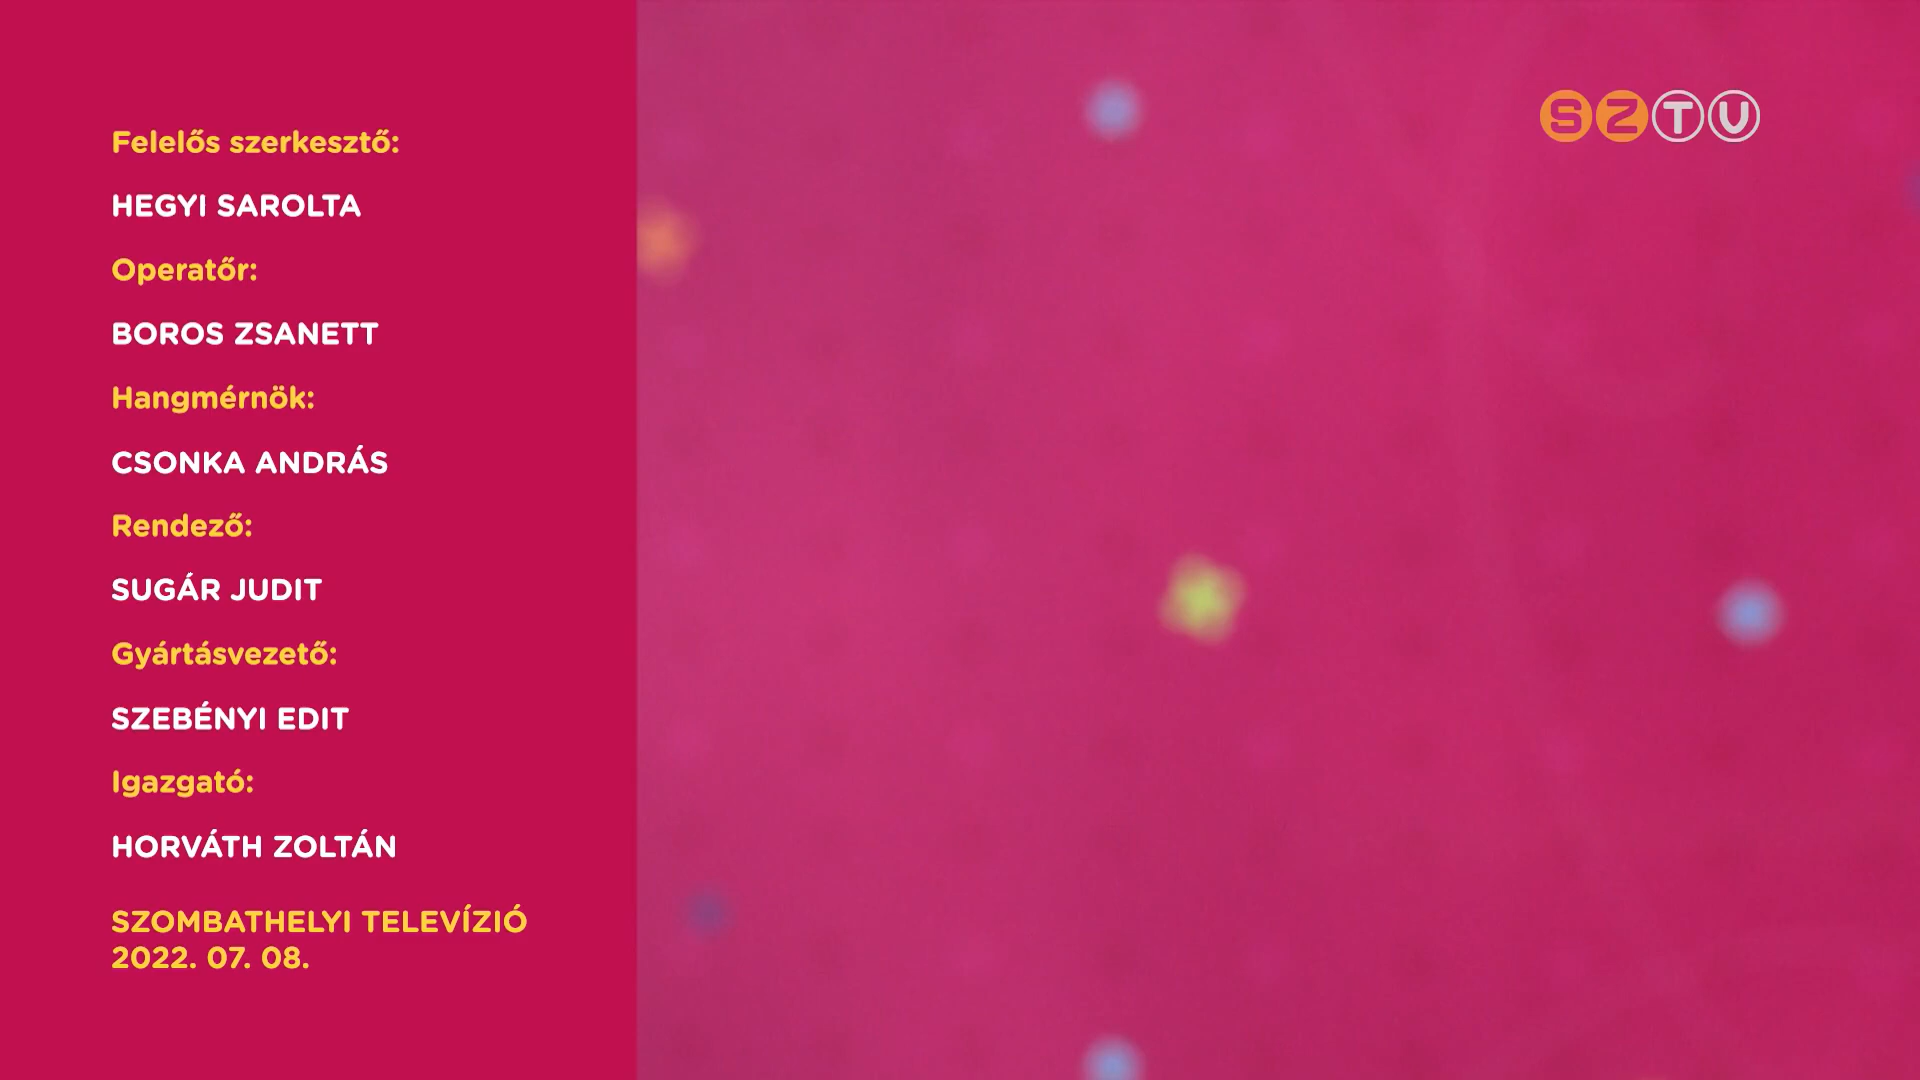 SZTV
Felelős szerkesztő:
HEGYI SAROLTA
Operatőr:
BOROS ZSANETT
Hangmérnök:
CSONKA ANDRÁS
Rendező:
SUGÁR JUDIT
Gyártásvezető:
SZEBÉNYI EDIT
Igazgató:
HORVÁTH ZOLTÁN
SZOMBATHELYI TELEVÍZIÓ
2022. 07. 08.